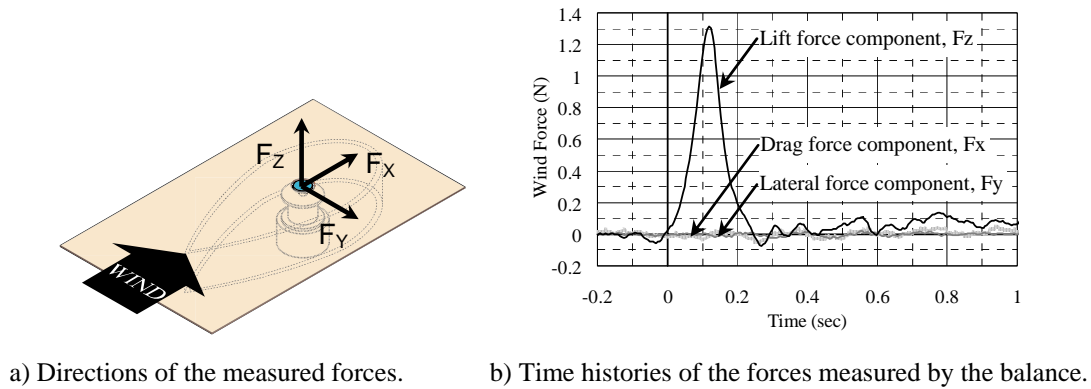 F_Z
F_X
F_Y
WIND
Wind Force (N)
1.4
1.2
1
0.8
0.6
0.4
0.2
0
-0.2
Lift force component, Fz
Drag force component, Fx
Lateral force component, Fy
-0.2 0 0.2 0.4 0.6 0.8 1
Time (sec)
a) Directions of the measured forces.
b) Time histories of the forces measured by the balance.